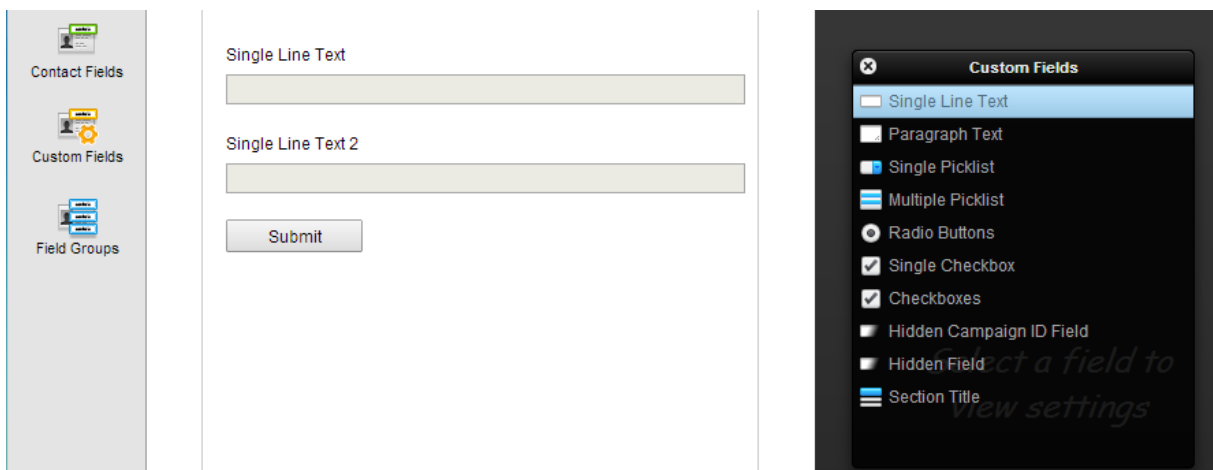 Contact Fields
Custom Fields
Field Groups
Single Line Text
Single Line Text 2
Submit
Custom Fields
Single Line Text
Paragraph Text
Single Picklist
Multiple Picklist
Radio Buttons
Single Checkbox
Checkboxes
Hidden Campaign ID Field
Hidden Field
Section Title
Select a field to
view settings